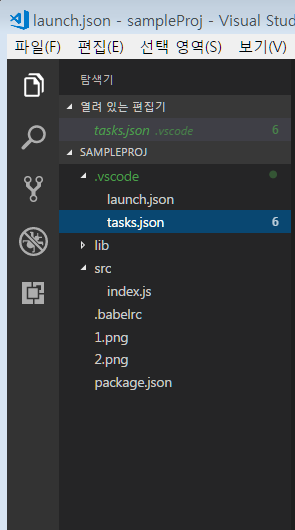 launch.json - sampleProj - Visual Stud
파일(F) 편집(E) 선택 영역(S) 보기(V)
탐색기
열려 있는 편집기
tasks.json .vscode 6
SAMPLEPROJ
.vscode
launch.json
tasks.json 6
lib
src
index.js
.babelrc
1.png
2.png
package.json